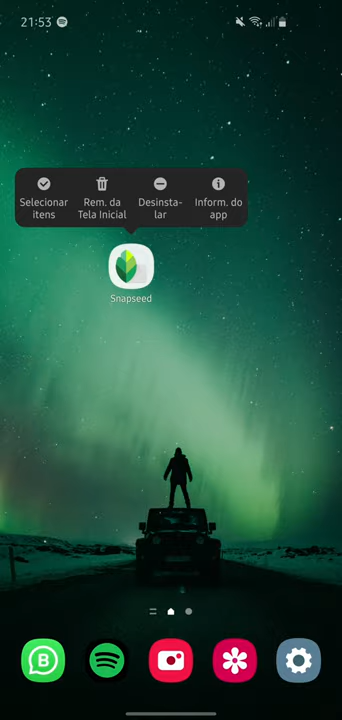 21:53
Selecionar itens
Rem. da Tela Inicial
Desinsta-
lar
Inform. do app
Snapseed
B